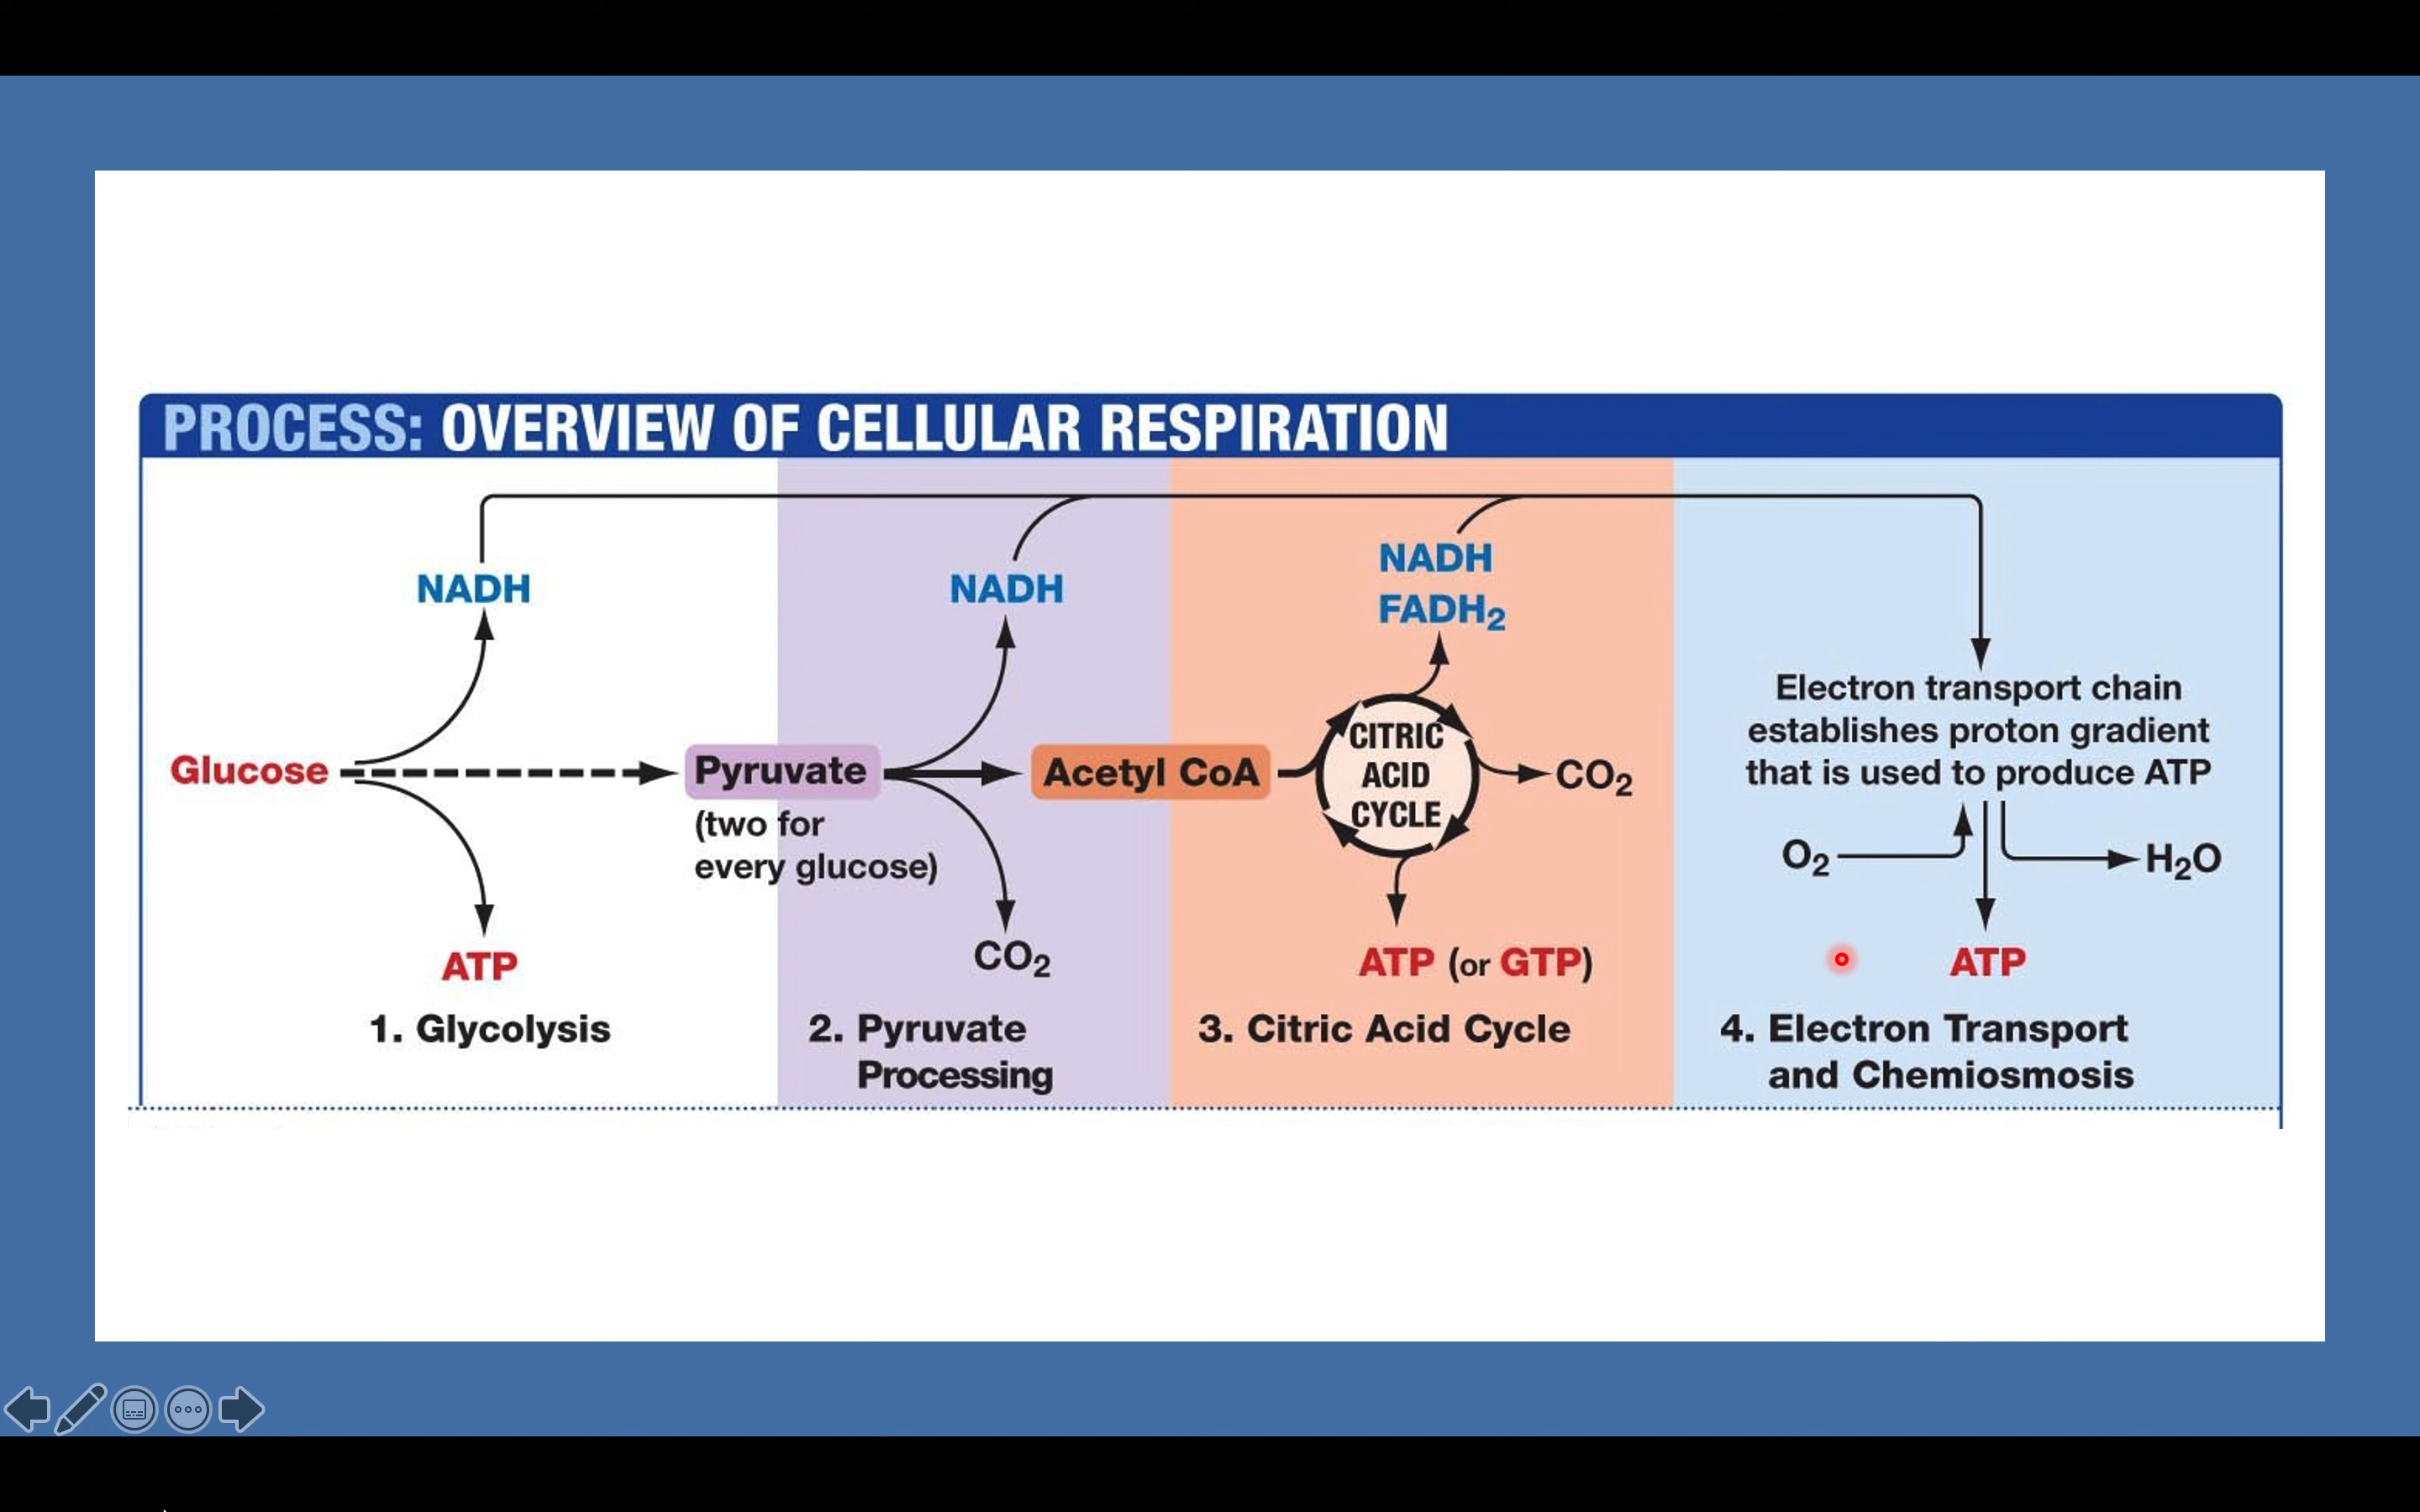 PROCESS: OVERVIEW OF CELLULAR RESPIRATION
NADH
Glucose
ATP
1. Glycolysis
Pyruvate
(two for
every glucose)
NADH
CO₂
2. Pyruvate
Processing
Acetyl CoA
NADH
FADH₂
CITRIC
ACID
CYCLE
CO₂
ATP (or GTP)
3. Citric Acid Cycle
Electron transport chain
establishes proton gradient
that is used to produce ATP
O₂
H₂O
ATP
4. Electron Transport
and Chemiosmosis